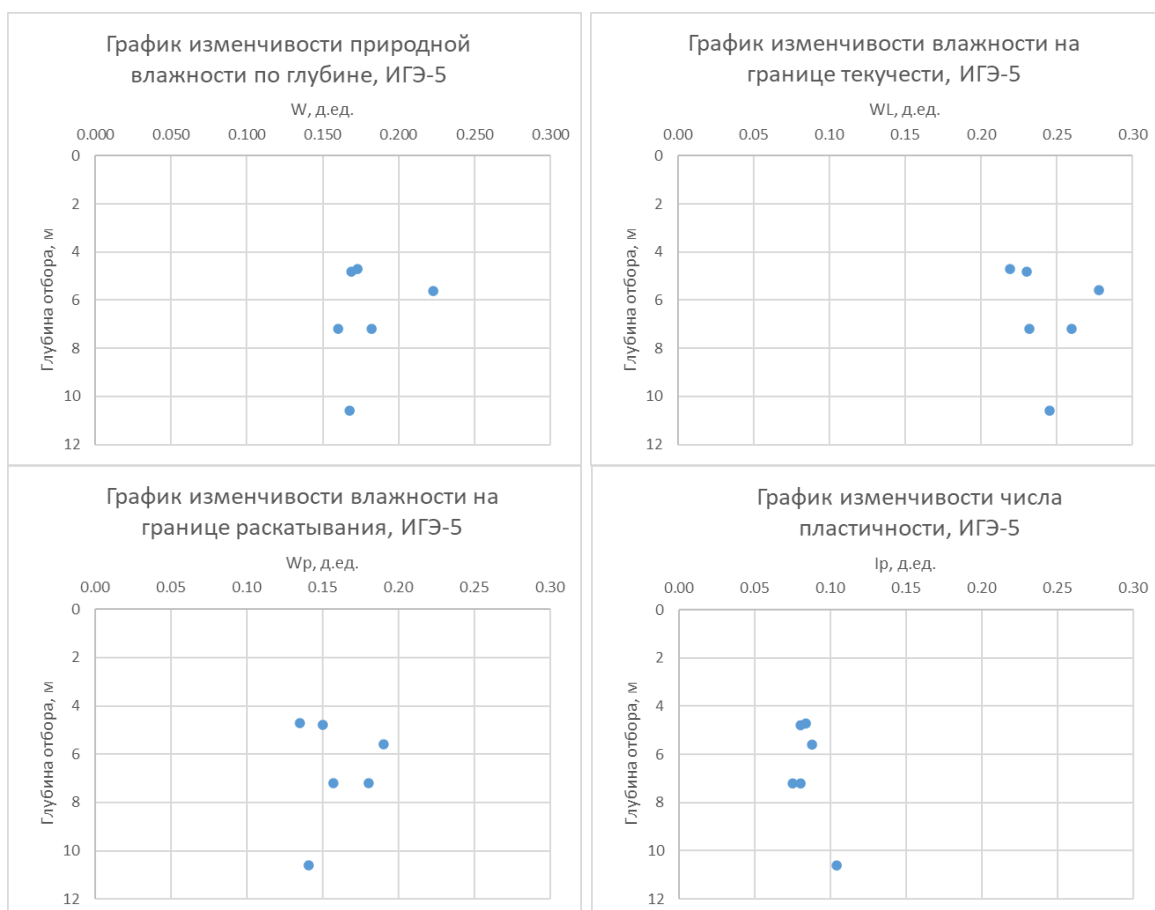 График изменчивости природной
влажности по глубине, ИГЭ-5
W, д.ед.
0.000 0.050 0.100 0.150 0.200 0.250 0.300
Глубина отбора, м
0
2
4
6
8
10
12
График изменчивости влажности на
границе текучести, ИГЭ-5
WL, д.ед.
0.00 0.05 0.10 0.15 0.20 0.25 0.30
Глубина отбора, м
0
2
4
6
8
10
12
График изменчивости влажности на
границе раскатывания, ИГЭ-5
Wp, д.ед.
0.00 0.05 0.10 0.15 0.20 0.25 0.30
Глубина отбора, м
0
2
4
6
8
10
12
График изменчивости числа
пластичности, ИГЭ-5
Ip, д.ед.
0.00 0.05 0.10 0.15 0.20 0.25 0.30
Глубина отбора, м
0
2
4
6
8
10
12